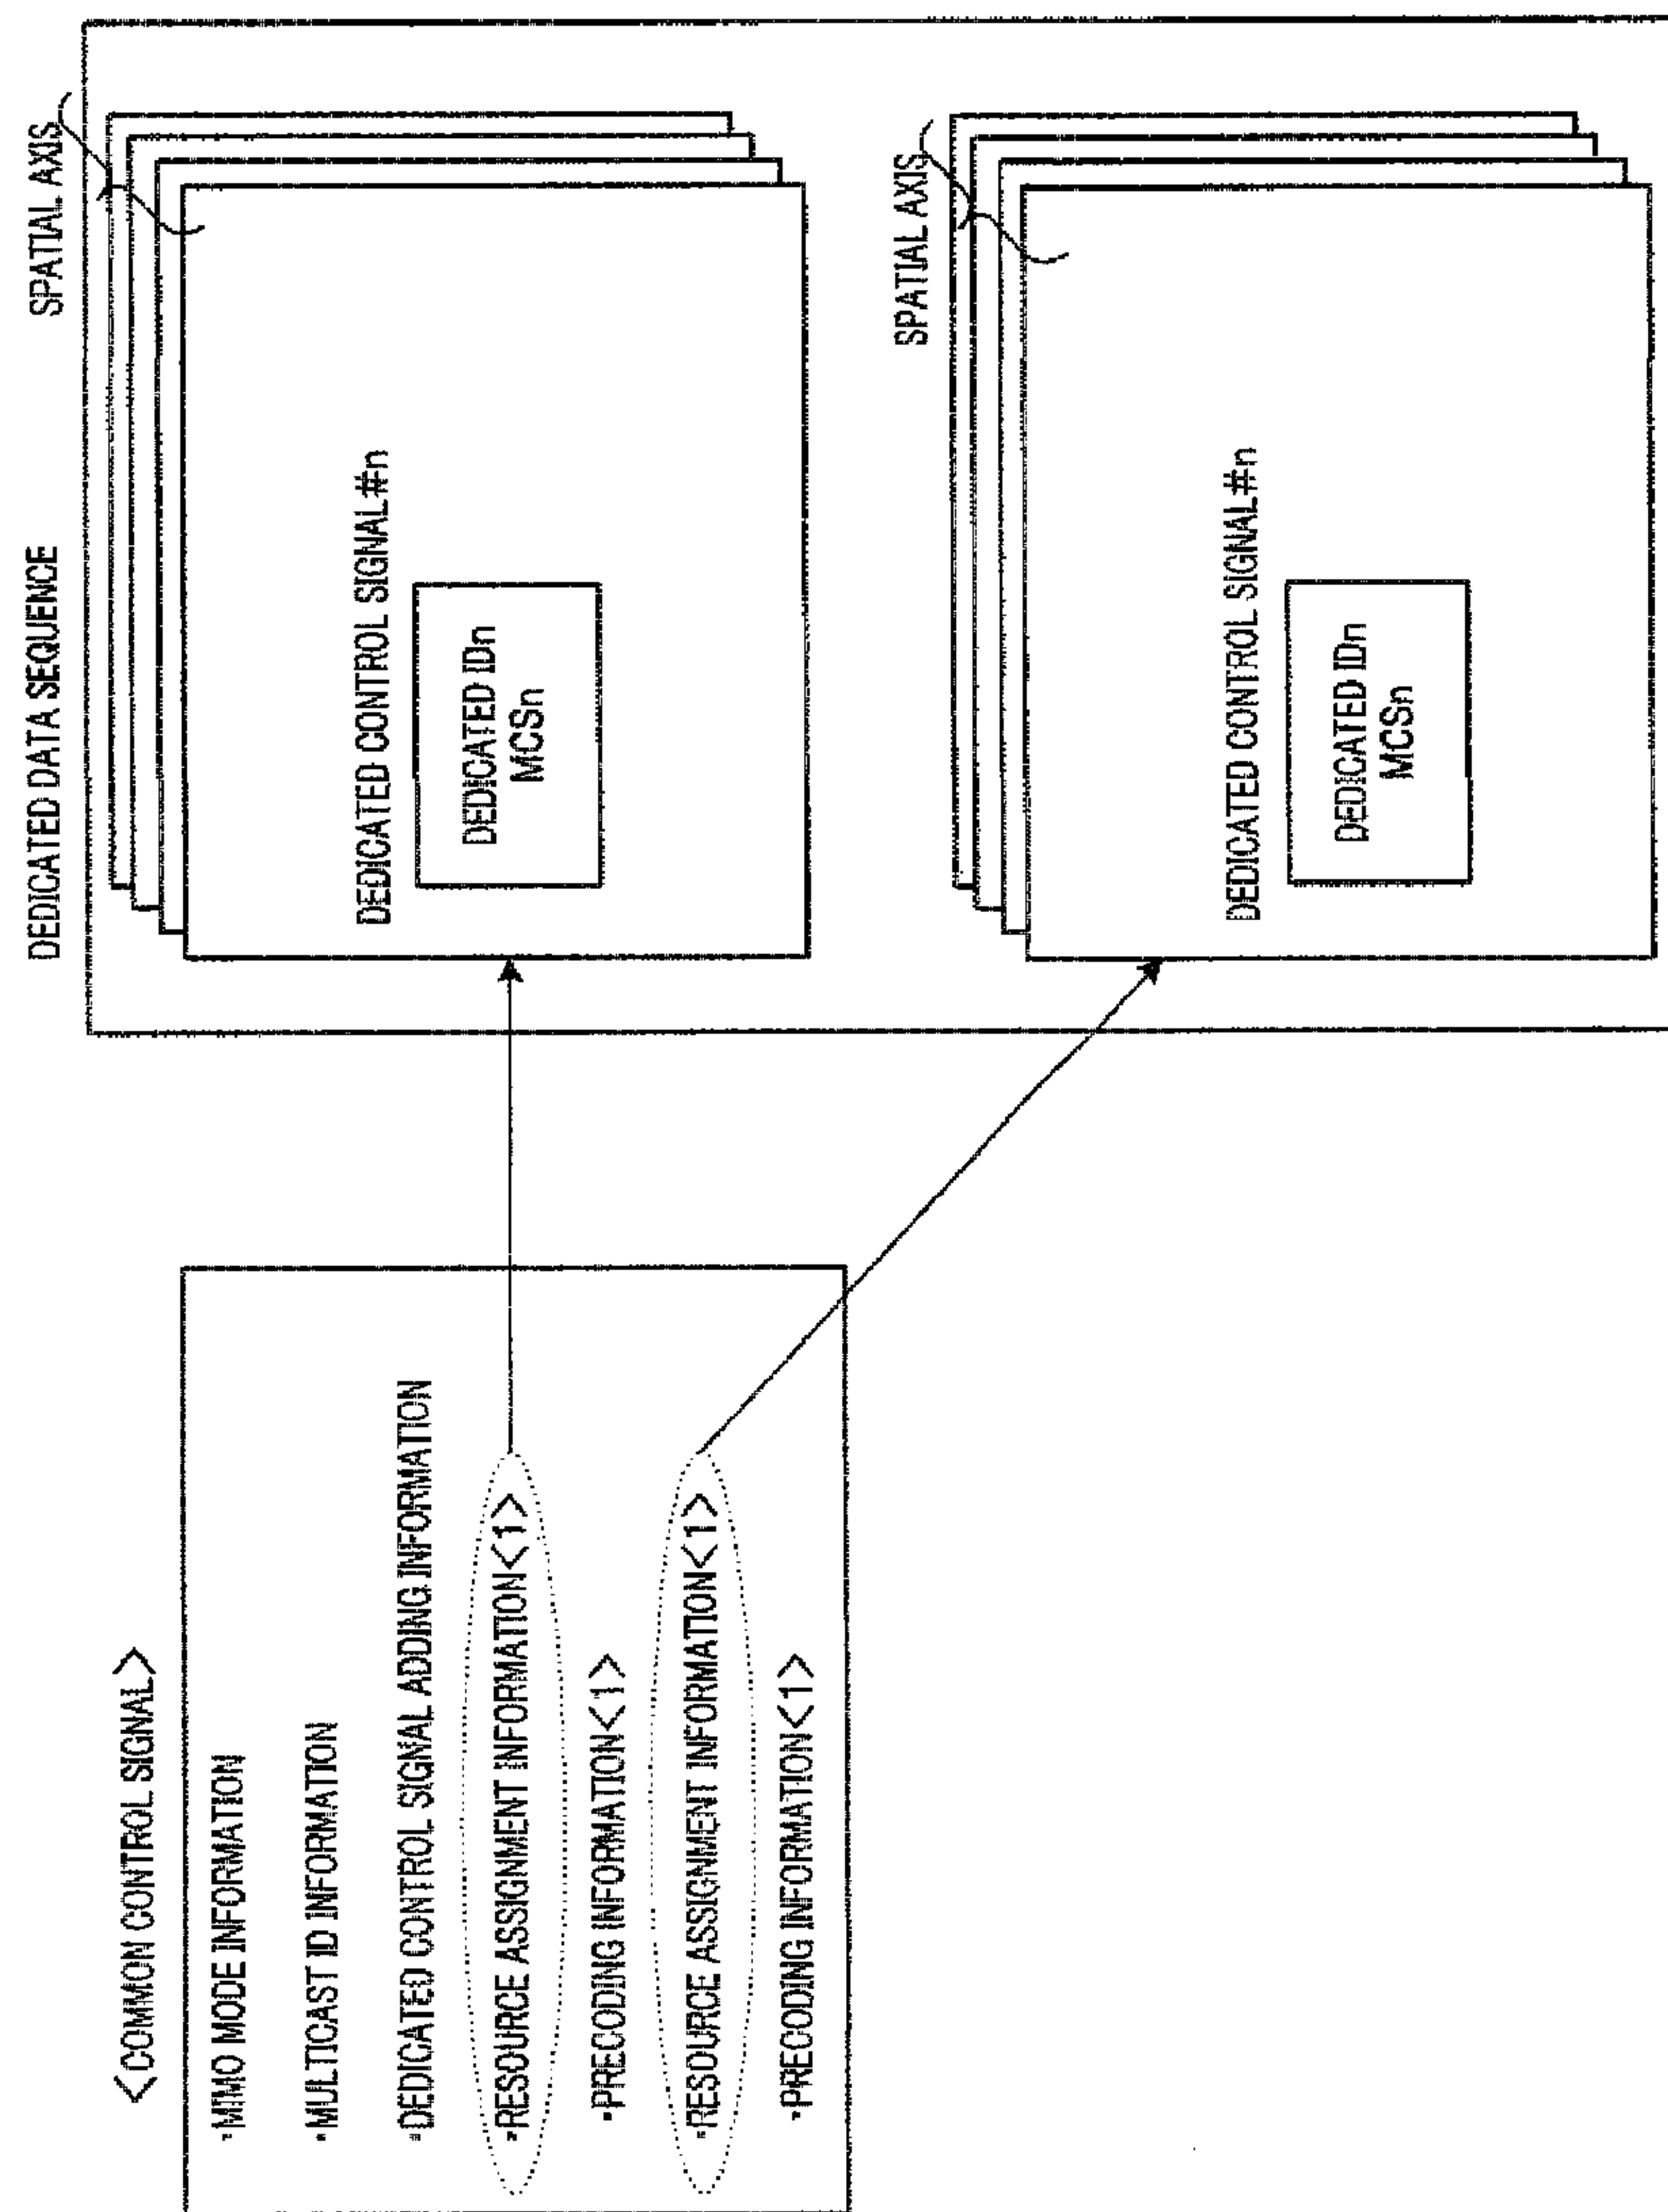 <COMMON CONTROL SIGNAL>
▪MIMO MODE INFORMATION
▪MULTICAST ID INFORMATION
▪DEDICATED CONTROL SIGNAL ADDING INFORMATION
▪RESOURCE ASSIGNMENT INFORMATION<1>
▪PRECODING INFORMATION<1>
▪RESOURCE ASSIGNMENT INFORMATION<1>
▪PRECODING INFORMATION<1>
DEDICATED DATA SEQUENCE
SPATIAL AXIS
DEDICATED CONTROL SIGNAL#n
DEDICATED IDn
MCSn
SPATIAL AXIS
DEDICATED CONTROL SIGNAL#n
DEDICATED IDn
MCSn